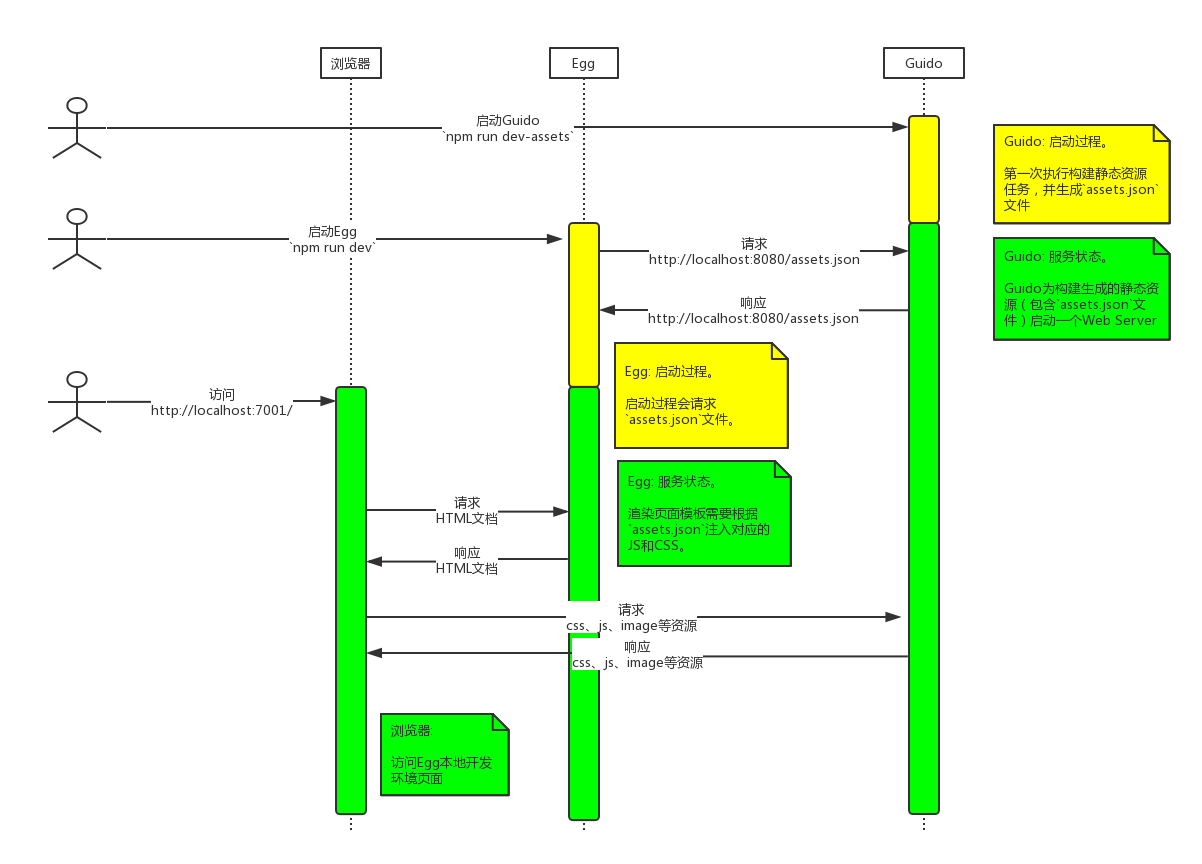 浏览器
Egg
Guido
启动Guido
`npm run dev-assets`
Guido: 启动过程。
第一次执行构建静态资源
任务，并生成`assets.json`
文件
启动Egg
`npm run dev`
请求
http://localhost:8080/assets.json
Guido: 服务状态。
Guido为构建生成的静态资
源（包含`assets.json`文
件）启动一个Web Server
响应
http://localhost:8080/assets.json
Egg: 启动过程。
启动过程会请求
`assets.json`文件。
访问
http://localhost:7001/
Egg: 服务状态。
渲染页面模板需要根据
`assets.json`注入对应的
JS和CSS。
请求
HTML文档
响应
HTML文档
请求
css、js、image等资源
响应
css、js、image等资源
浏览器:
访问Egg本地开发
环境页面